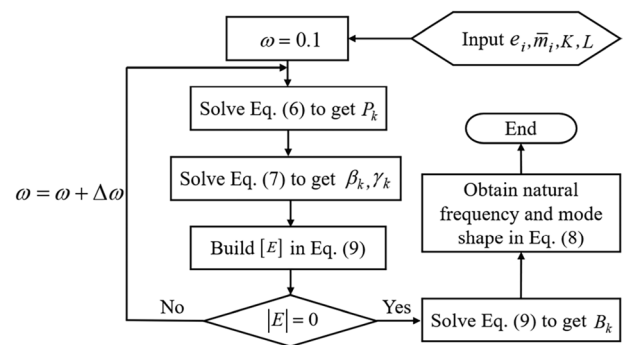 ω = 0.1
Input e_i, m̅_i, K, L
Solve Eq. (6) to get P_k
Solve Eq. (7) to get β_k, γ_k
ω = ω + Δω
Build [E] in Eq. (9)
No
|E| = 0
Yes
Solve Eq. (9) to get B_k
Obtain natural
frequency and mode
shape in Eq. (8)
End